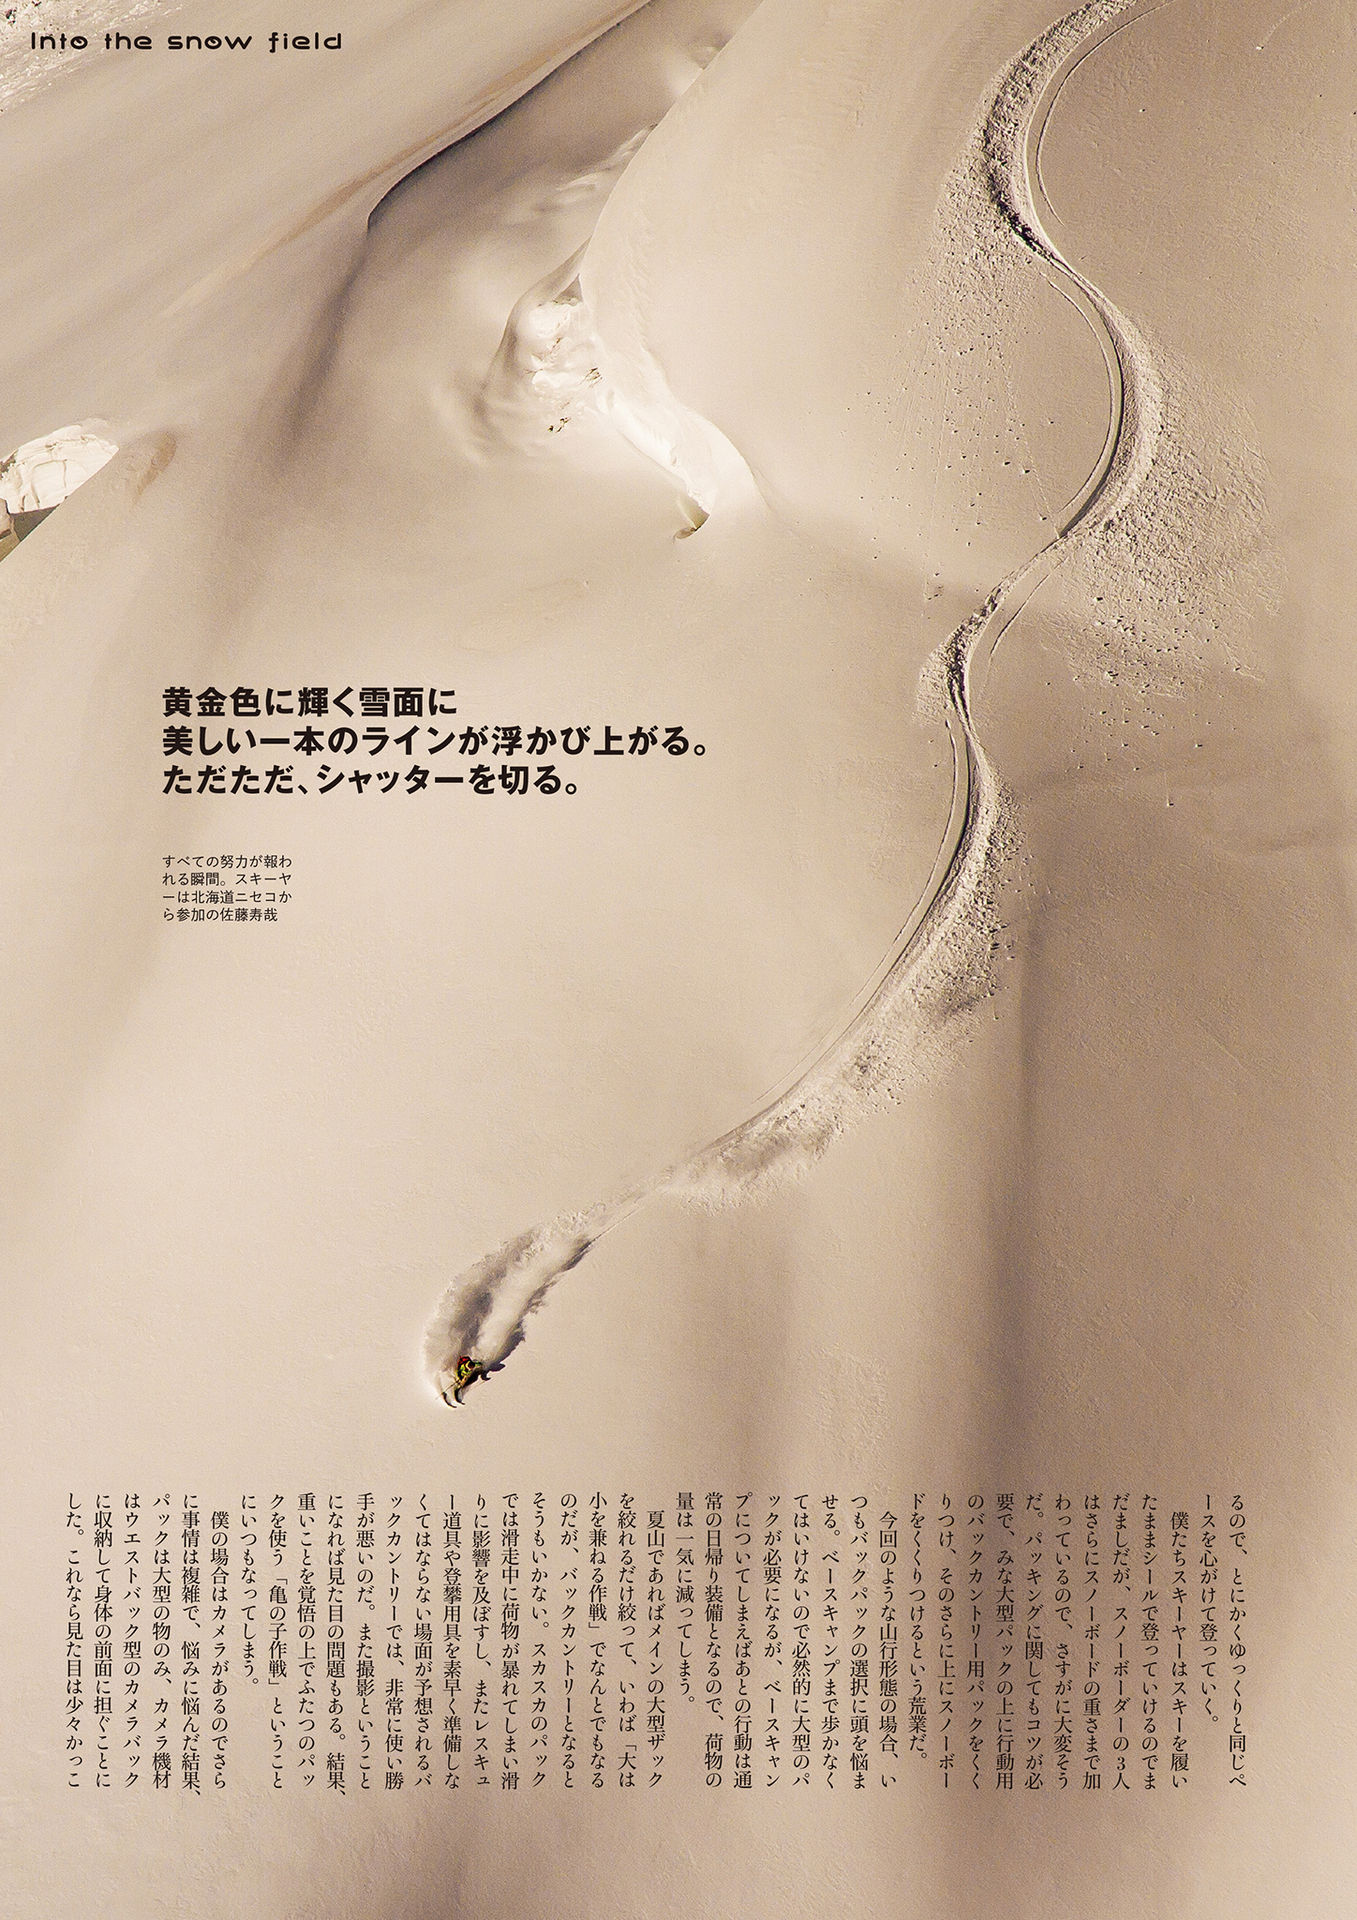 Into the snow field
黄金色に輝く雪面に
美しい一本のラインが浮かび上がる。
ただただ、シャッターを切る。
すべての努力が報わ
れる瞬間。スキーヤ
ーは北海道ニセコか
ら参加の佐藤寿哉
るので、とにかくゆっくりと同じペ
ースを心がけて登っていく。
僕たちスキーヤーはスキーを履い
たままシールで登っていけるのでま
だましだが、スノーボーダーの3人
はさらにスノーボードの重さまで加
わっているので、さすがに大変そう
だ。パッキングに関してもコツが必
要で、みな大型パックの上に行動用
のバックカントリー用パックをくく
りつけ、そのさらに上にスノーボー
ドをくくりつけるという荒業だ。
今回のような山行形態の場合、い
つもバックパックの選択に頭を悩ま
せる。ベースキャンプまで歩かなく
てはいけないので必然的に大型のパ
ックが必要になるが、ベースキャン
プについてしまえばあとの行動は通
常の日帰り装備となるので、荷物の
量は一気に減ってしまう。
夏山であればメインの大型ザック
を絞れるだけ絞って、いわば「大は
小を兼ねる作戦」でなんとでもなる
のだが、バックカントリーとなると
そうもいかない。スカスカのパック
では滑走中に荷物が暴れてしまい滑
りに影響を及ぼすし、またレスキュ
ー道具や登攀用具を素早く準備しな
くてはならない場面が予想されるバ
ックカントリーでは、非常に使い勝
手が悪いのだ。また撮影ということ
になれば見た目の問題もある。結果、
重いことを覚悟の上でふたつのパッ
クを使う「亀の子作戦」ということ
にいつもなってしまう。
僕の場合はカメラがあるのでさら
に事情は複雑で、悩みに悩んだ結果、
パックは大型の物のみ、カメラ機材
はウエストバック型のカメラバック
に収納して身体の前面に担ぐことに
した。これなら見た目は少々かっこ